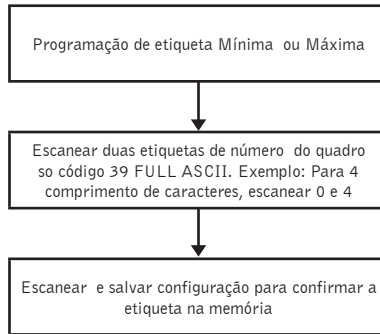 Programação de etiqueta Mínima ou Máxima
Escanear duas etiquetas de número do quadro
so código 39 FULL ASCII. Exemplo: Para 4
comprimento de caracteres, escanear 0 e 4
Escanear e salvar configuração para confirmar a
etiqueta na memória